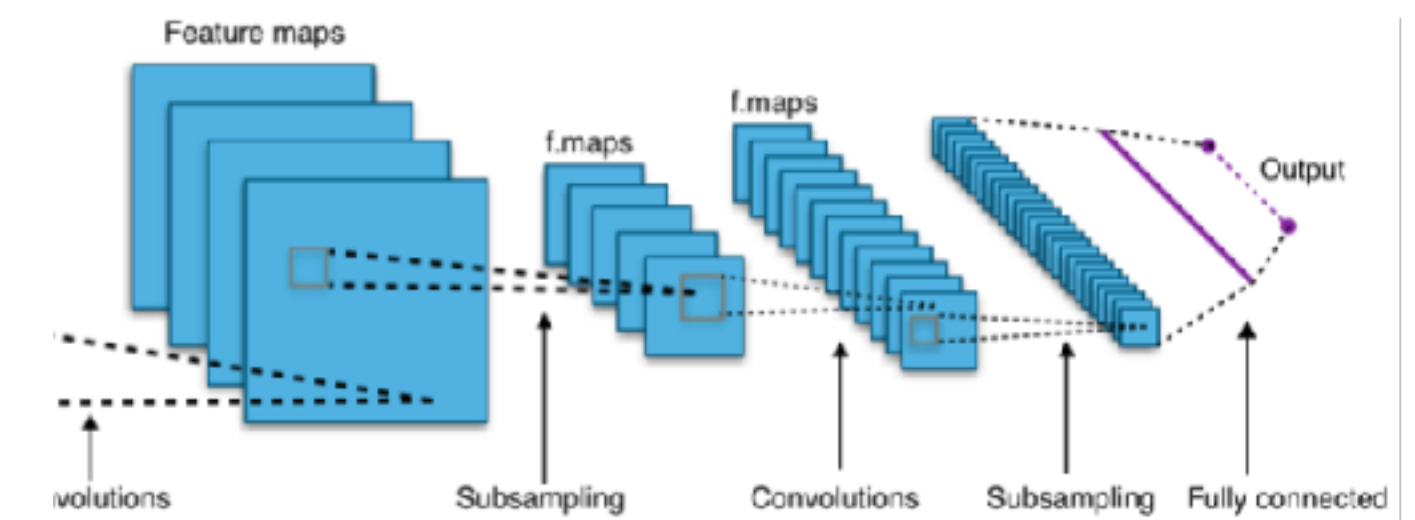 Feature maps
f.maps
f.maps
Output
volutions
Subsampling
Convolutions
Subsampling
Fully connected